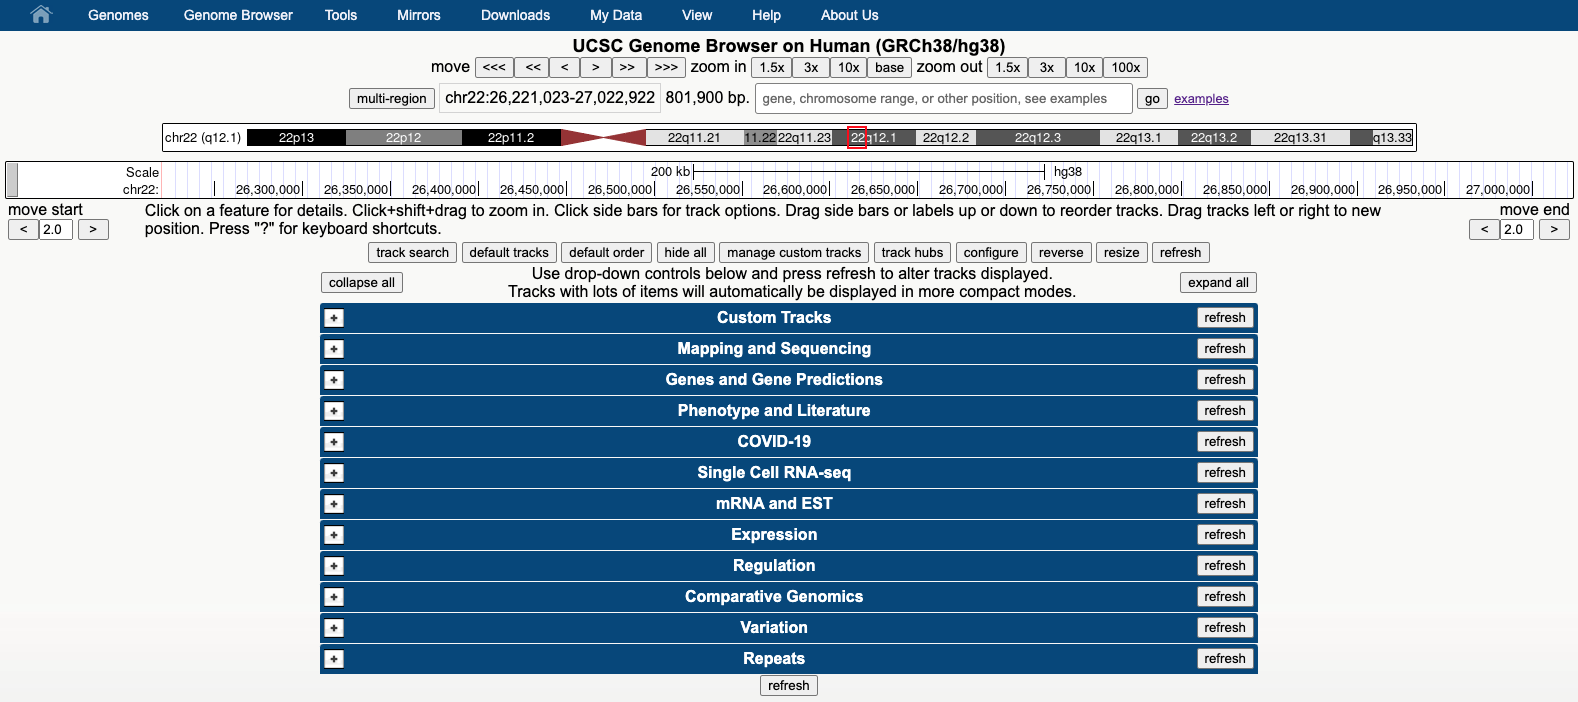 Genomes Genome Browser Tools Mirrors Downloads My Data View Help About Us
UCSC Genome Browser on Human (GRCh38/hg38)
move <<< << < > >> >>> zoom in 1.5x 3x 10x base zoom out 1.5x 3x 10x 100x
multi-region chr22:26,221,023-27,022,922 801,900 bp. gene, chromosome range, or other position, see examples go examples
chr22 (q12.1) 22p13 22p12 22p11.2 22q11.21 11.22 22q11.23 22q12.1 22q12.2 22q12.3 22q13.1 22q13.2 22q13.31 q13.33
Scale 200 kb hg38
chr22: 26,300,000 26,350,000 26,400,000 26,450,000 26,500,000 26,550,000 26,600,000 26,650,000 26,700,000 26,750,000 26,800,000 26,850,000 26,900,000 26,950,000 27,000,000
move start Click on a feature for details. Click+shift+drag to zoom in. Click side bars for track options. Drag side bars or labels up or down to reorder tracks. Drag tracks left or right to new move end
< 2.0 > position. Press "?" for keyboard shortcuts. < 2.0 >
track search default tracks default order hide all manage custom tracks track hubs configure reverse resize refresh
collapse all Use drop-down controls below and press refresh to alter tracks displayed. expand all
Tracks with lots of items will automatically be displayed in more compact modes.
+ Custom Tracks refresh
+ Mapping and Sequencing refresh
+ Genes and Gene Predictions refresh
+ Phenotype and Literature refresh
+ COVID-19 refresh
+ Single Cell RNA-seq refresh
+ mRNA and EST refresh
+ Expression refresh
+ Regulation refresh
+ Comparative Genomics refresh
+ Variation refresh
+ Repeats refresh
refresh